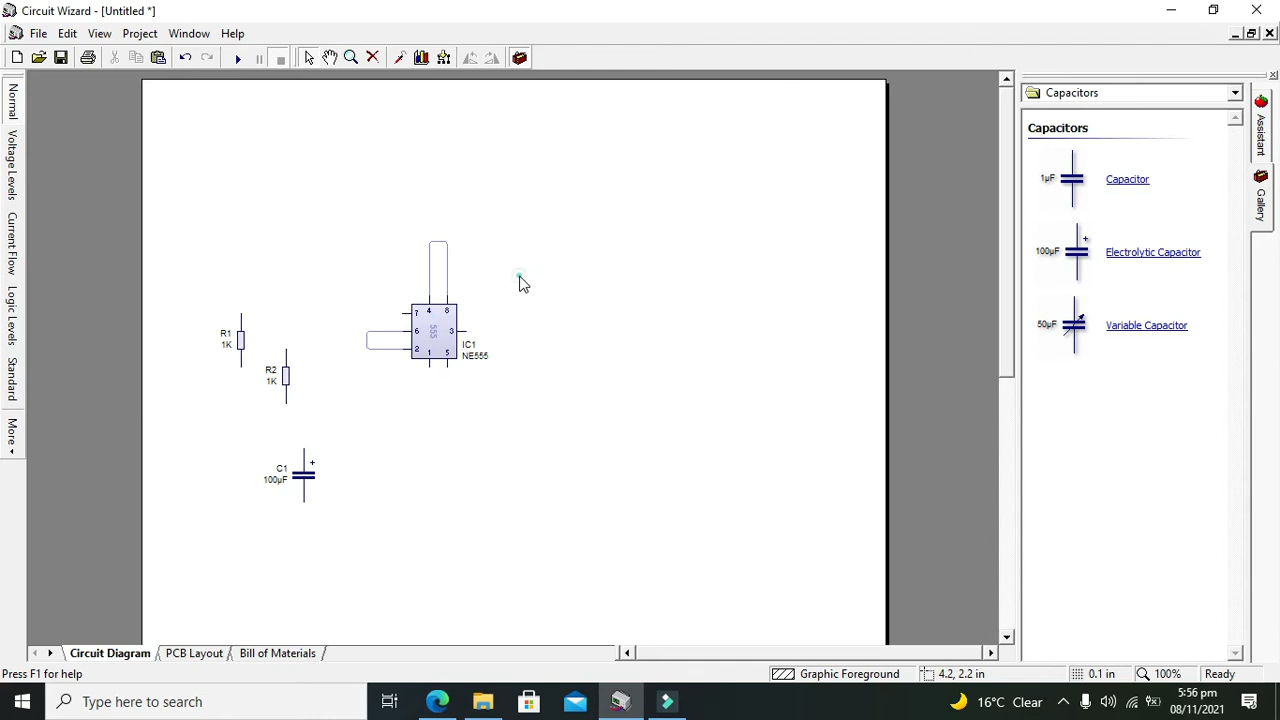 Circuit Wizard - [Untitled *]
File Edit View Project Window Help
Normal
Voltage Levels
Current Flow
Logic Levels
Standard
More
Capacitors
Capacitors
1µF Capacitor
100µF + Electrolytic Capacitor
50µF Variable Capacitor
Assistant
Gallery
4 8
7
6 555 3
2
1 5
IC1
NE555
R1
1K
R2
1K
C1 +
100µF
Circuit Diagram PCB Layout Bill of Materials
Press F1 for help Graphic Foreground 4.2, 2.2 in 0.1 in 100% Ready
Type here to search 16°C Clear 5:56 pm
08/11/2021